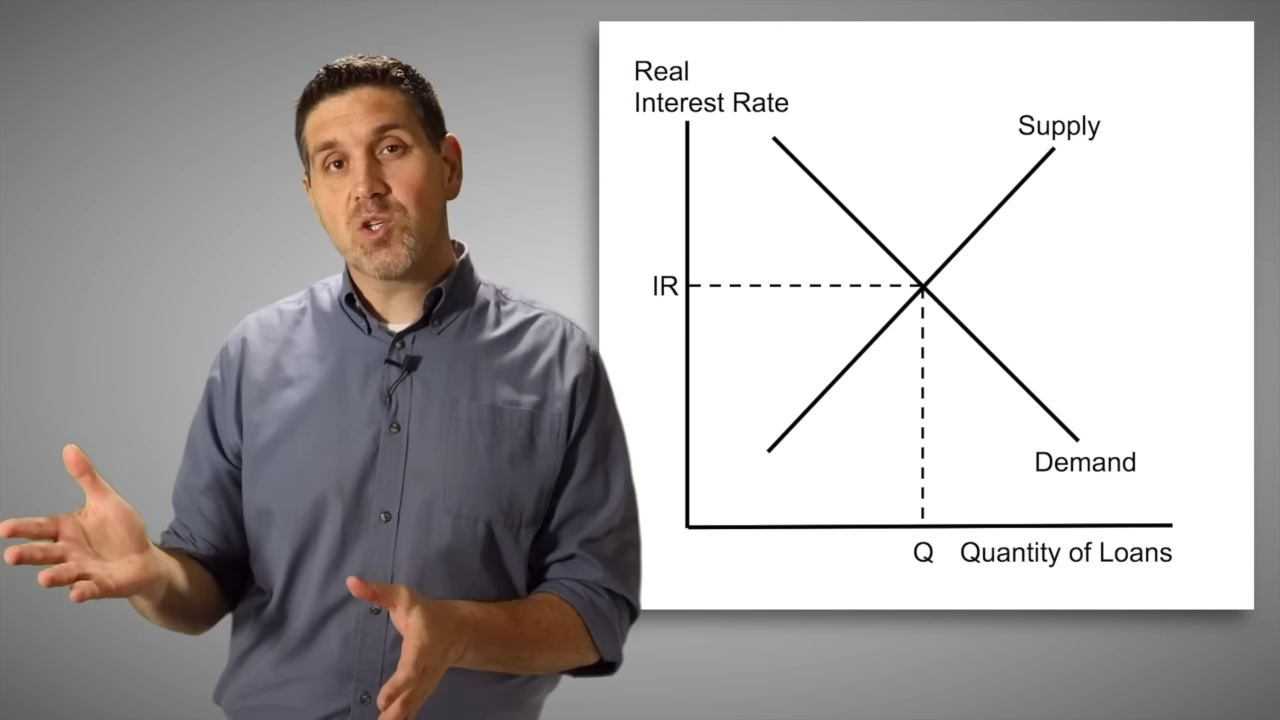 Real
Interest Rate
Supply
IR
Demand
Q
Quantity of Loans